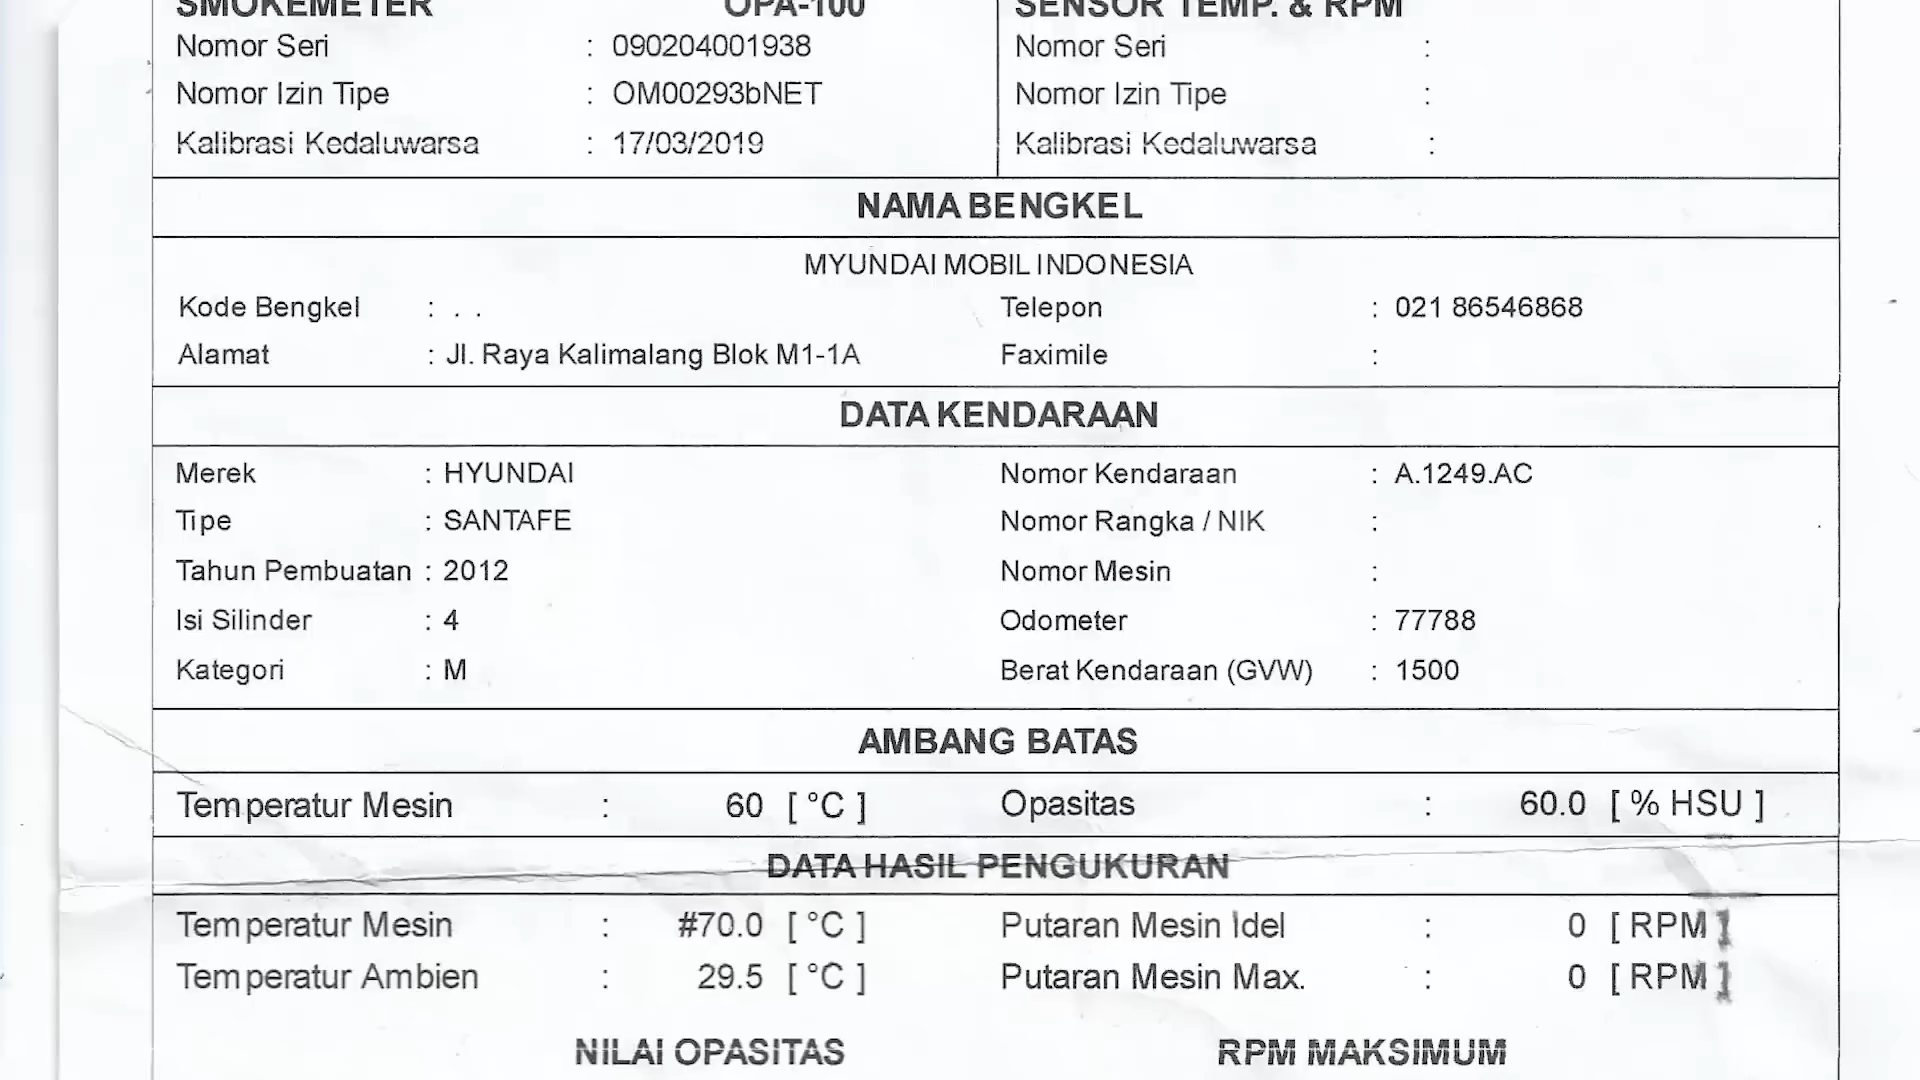 SMOKEMETER OPA-100 SENSOR TEMP. & RPM
Nomor Seri : 090204001938 Nomor Seri :
Nomor Izin Tipe : OM00293bNET Nomor Izin Tipe :
Kalibrasi Kedaluwarsa : 17/03/2019 Kalibrasi Kedaluwarsa :
NAMA BENGKEL
MYUNDAI MOBIL INDONESIA
Kode Bengkel : . . Telepon : 021 86546868
Alamat : Jl. Raya Kalimalang Blok M1-1A Faximile :
DATA KENDARAAN
Merek : HYUNDAI Nomor Kendaraan : A.1249.AC
Tipe : SANTAFE Nomor Rangka / NIK :
Tahun Pembuatan : 2012 Nomor Mesin :
Isi Silinder : 4 Odometer : 77788
Kategori : M Berat Kendaraan (GVW) : 1500
AMBANG BATAS
Temperatur Mesin : 60 [ °C ] Opasitas : 60.0 [ % HSU ]
DATA HASIL PENGUKURAN
Temperatur Mesin : #70.0 [ °C ] Putaran Mesin Idel : 0 [ RPM ]
Temperatur Ambien : 29.5 [ °C ] Putaran Mesin Max. : 0 [ RPM ]
NILAI OPASITAS RPM MAKSIMUM